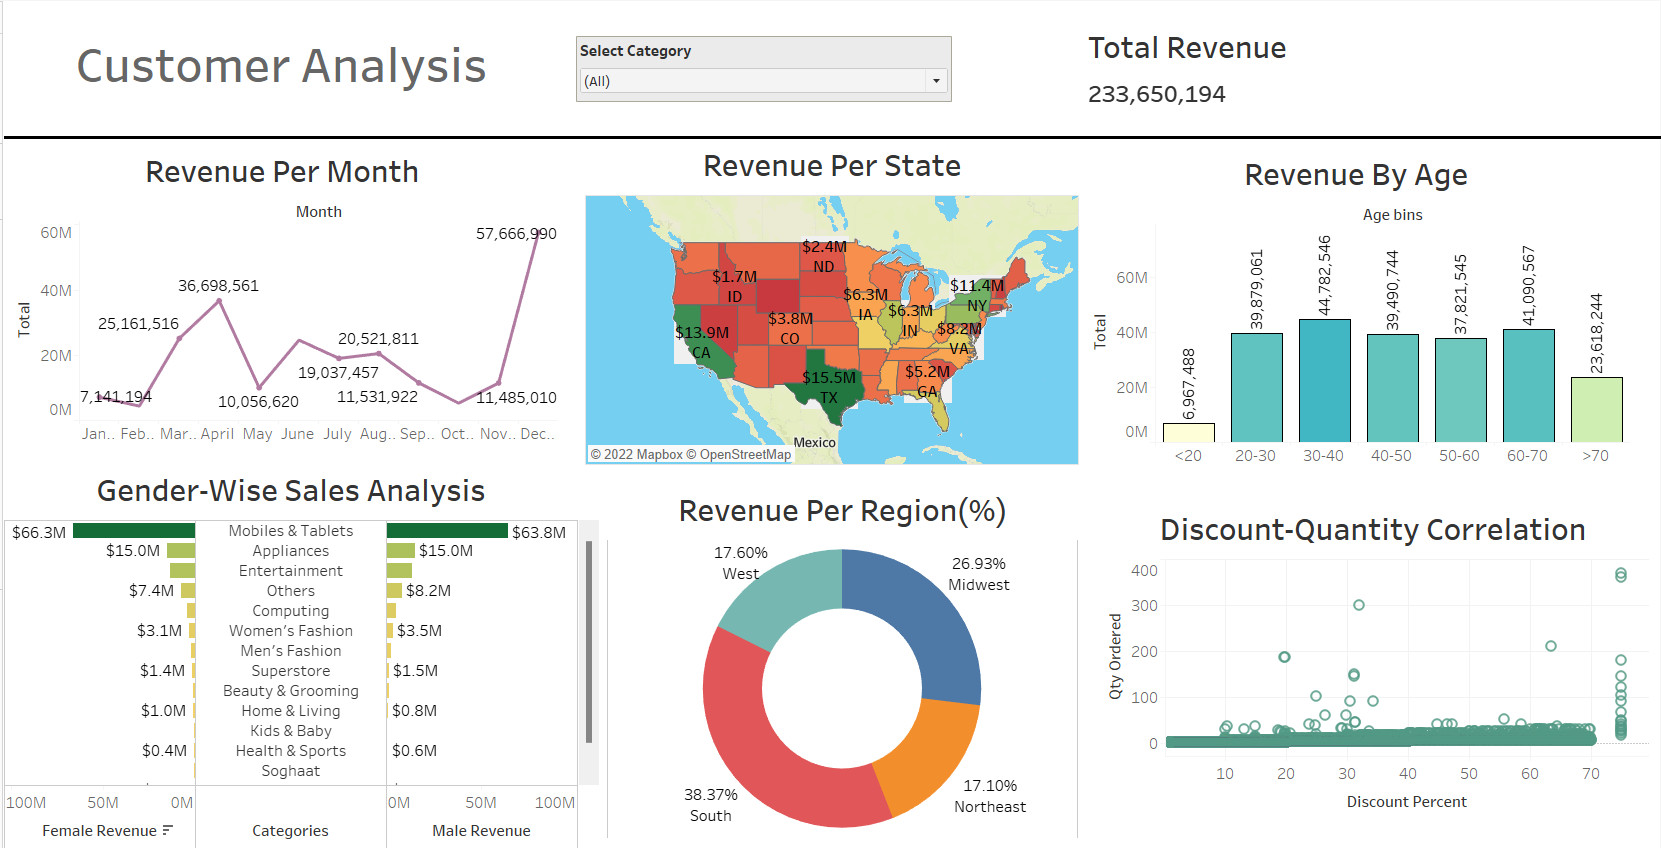 Customer Analysis
Select Category
(All)
Total Revenue
233,650,194
Revenue Per Month
Month
Total
60M
40M
20M
0M
7,141,194
25,161,516
36,698,561
10,056,620
19,037,457
20,521,811
11,531,922
11,485,010
57,666,990
Jan.. Feb.. Mar.. April May June July Aug.. Sep.. Oct.. Nov.. Dec..
Revenue Per State
$2.4M
ND
$1.7M
ID
$11.4M
NY
$6.3M
IA
$6.3M
IN
$3.8M
CO
$13.9M
CA
$8.2M
VA
$15.5M
TX
$5.2M
GA
Mexico
© 2022 Mapbox © OpenStreetMap
Revenue By Age
Age bins
Total
60M
40M
20M
0M
6,967,488
39,879,061
44,782,546
39,490,744
37,821,545
41,090,567
23,618,244
<20 20-30 30-40 40-50 50-60 60-70 >70
Gender-Wise Sales Analysis
$66.3M Mobiles & Tablets $63.8M
$15.0M Appliances $15.0M
Entertainment
$7.4M Others $8.2M
Computing
$3.1M Women's Fashion $3.5M
Men's Fashion
$1.4M Superstore $1.5M
Beauty & Grooming
$1.0M Home & Living $0.8M
Kids & Baby
$0.4M Health & Sports $0.6M
Soghaat
100M 50M 0M 0M 50M 100M
Female Revenue Categories Male Revenue
Revenue Per Region(%)
17.60%
West
26.93%
Midwest
38.37%
South
17.10%
Northeast
Discount-Quantity Correlation
Qty Ordered
400
300
200
100
0
10 20 30 40 50 60 70
Discount Percent